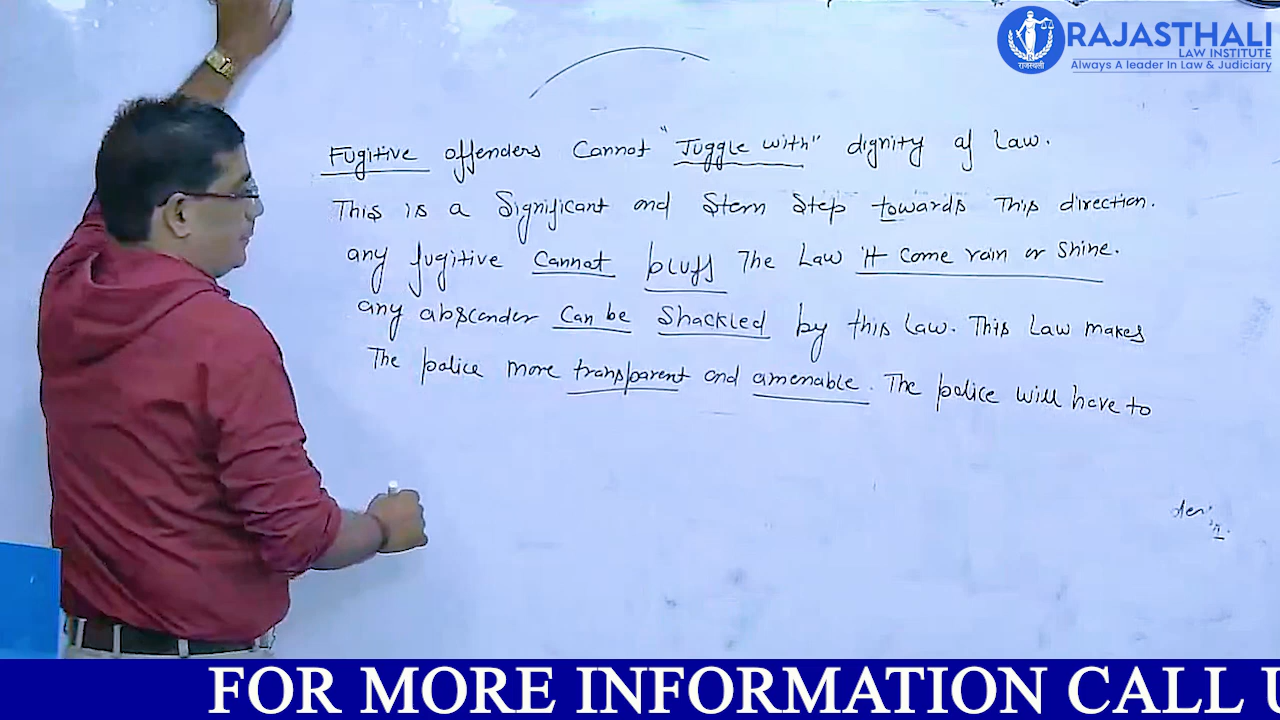 RAJASTHALI
LAW INSTITUTE
Always A leader In Law & Judiciary
राजस्थली
Fugitive offenders Cannot "Juggle with" dignity of Law.
This is a Significant and Stern Step towards This direction.
any fugitive Cannot bluff The Law it come rain or shine.
any abscender Can be Shackled by this Law. This Law makes
The police more transparent and amenable. The police will have to
FOR MORE INFORMATION CALL U